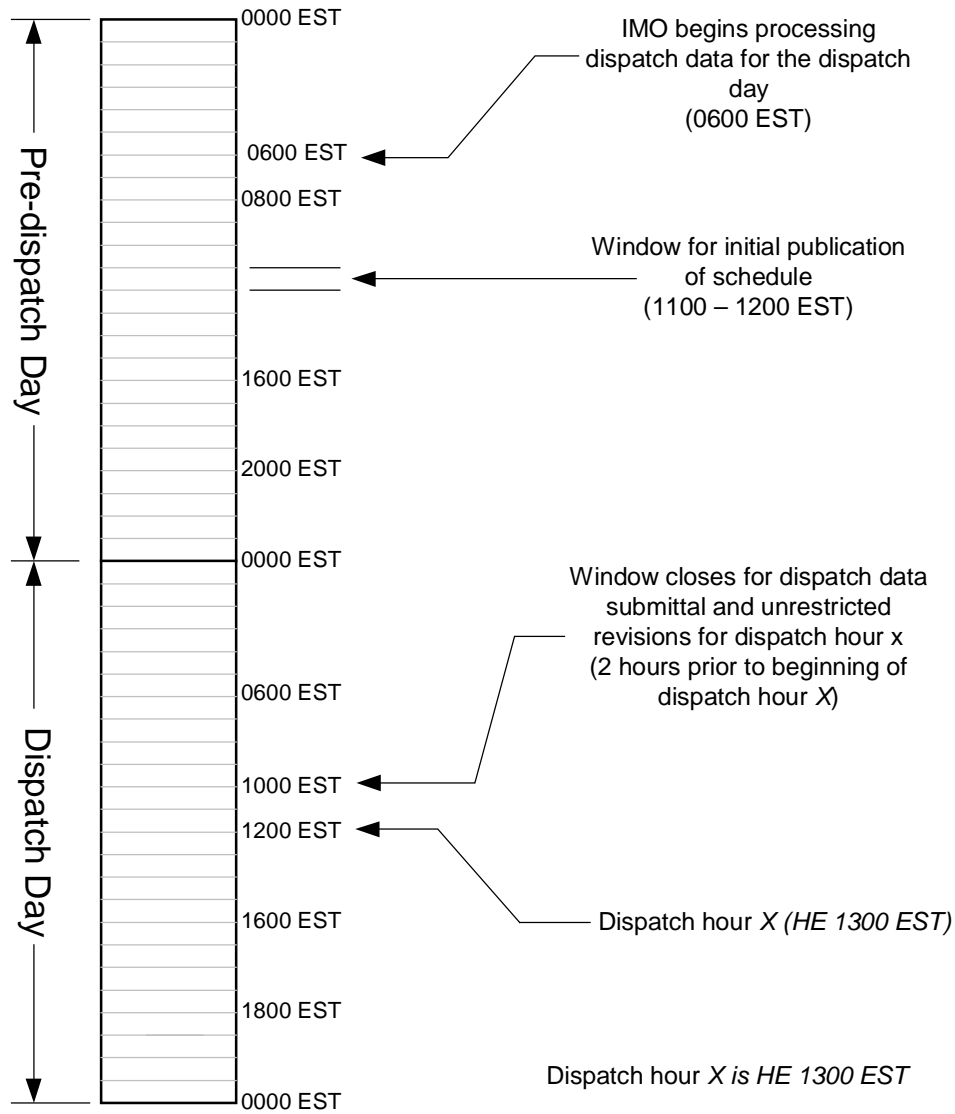 0000 EST
IMO begins processing
dispatch data for the dispatch
day
(0600 EST)
0600 EST
0800 EST
Pre-dispatch Day
Window for initial publication
of schedule
(1100 – 1200 EST)
1600 EST
2000 EST
0000 EST
Window closes for dispatch data
submittal and unrestricted
revisions for dispatch hour x
(2 hours prior to beginning of
dispatch hour X)
0600 EST
Dispatch Day
1000 EST
1200 EST
1600 EST
Dispatch hour X (HE 1300 EST)
1800 EST
Dispatch hour X is HE 1300 EST
0000 EST